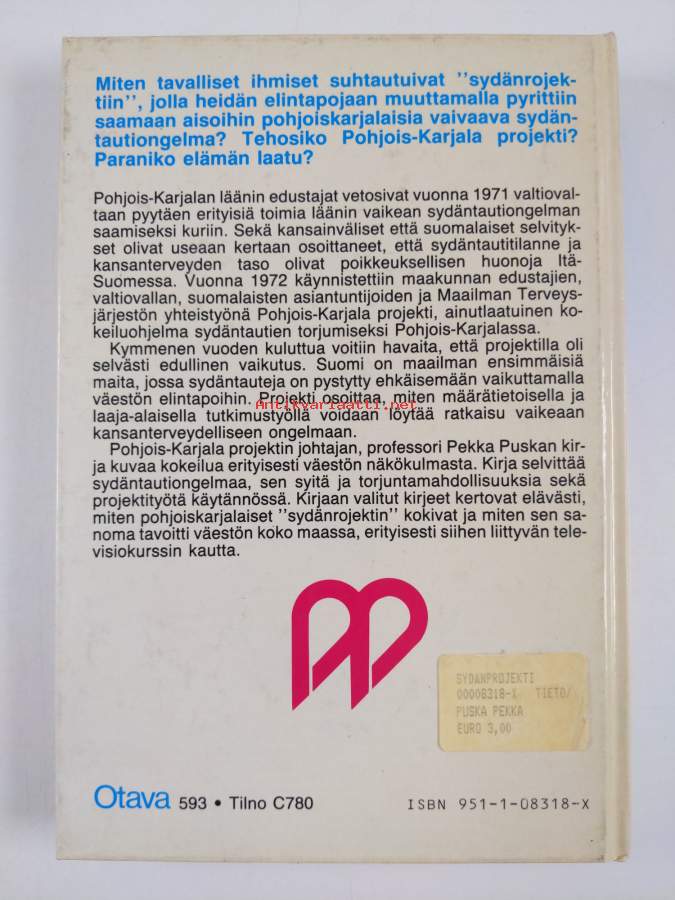 Miten tavalliset ihmiset suhtautuivat "sydänrojek-
tiin", jolla heidän elintapojaan muuttamalla pyrittiin
saamaan aisoihin pohjoiskarjalaisia vaivaava sydän-
tautiongelma? Tehosiko Pohjois-Karjala projekti?
Paraniko elämän laatu?
Pohjois-Karjalan läänin edustajat vetosivat vuonna 1971 valtioval-
taan pyytäen erityisiä toimia läänin vaikean sydäntautiongelman
saamiseksi kuriin. Sekä kansainväliset että suomalaiset selvityk-
set olivat useaan kertaan osoittaneet, että sydäntautitilanne ja
kansanterveyden taso olivat poikkeuksellisen huonoja Itä-
Suomessa. Vuonna 1972 käynnistettiin maakunnan edustajien,
valtiovallan, suomalaisten asiantuntijoiden ja Maailman Terveys-
järjestön yhteistyönä Pohjois-Karjala projekti, ainutlaatuinen ko-
keiluohjelma sydäntautien torjumiseksi Pohjois-Karjalassa.
Kymmenen vuoden kuluttua voitiin havaita, että projektilla oli
selvästi edullinen vaikutus. Suomi on maailman ensimmäisiä
maita, jossa sydäntauteja on pystytty ehkäisemään vaikuttamalla
väestön elintapoihin. Projekti osoittaa, miten määrätietoisella ja
Antikvariaatti.net
laaja-alaisella tutkimustyöllä voidaan löytää ratkaisu vaikeaan
kansanterveydelliseen ongelmaan.
Pohjois-Karjala projektin johtajan, professori Pekka Puskan kir-
ja kuvaa kokeilua erityisesti väestön näkökulmasta. Kirja selvittää
sydäntautiongelmaa, sen syitä ja torjuntamahdollisuuksia sekä
projektityötä käytännössä. Kirjaan valitut kirjeet kertovat elävästi,
miten pohjoiskarjalaiset "sydänrojektin" kokivat ja miten sen sa-
noma tavoitti väestön koko maassa, erityisesti siihen liittyvän tele-
visiokurssin kautta.
SYDÄNPROJEKTI
00008318-X TIETO/
PUSKA PEKKA
EURO 3,00
Otava 593 • Tilno C780
ISBN 951-1-08318-X